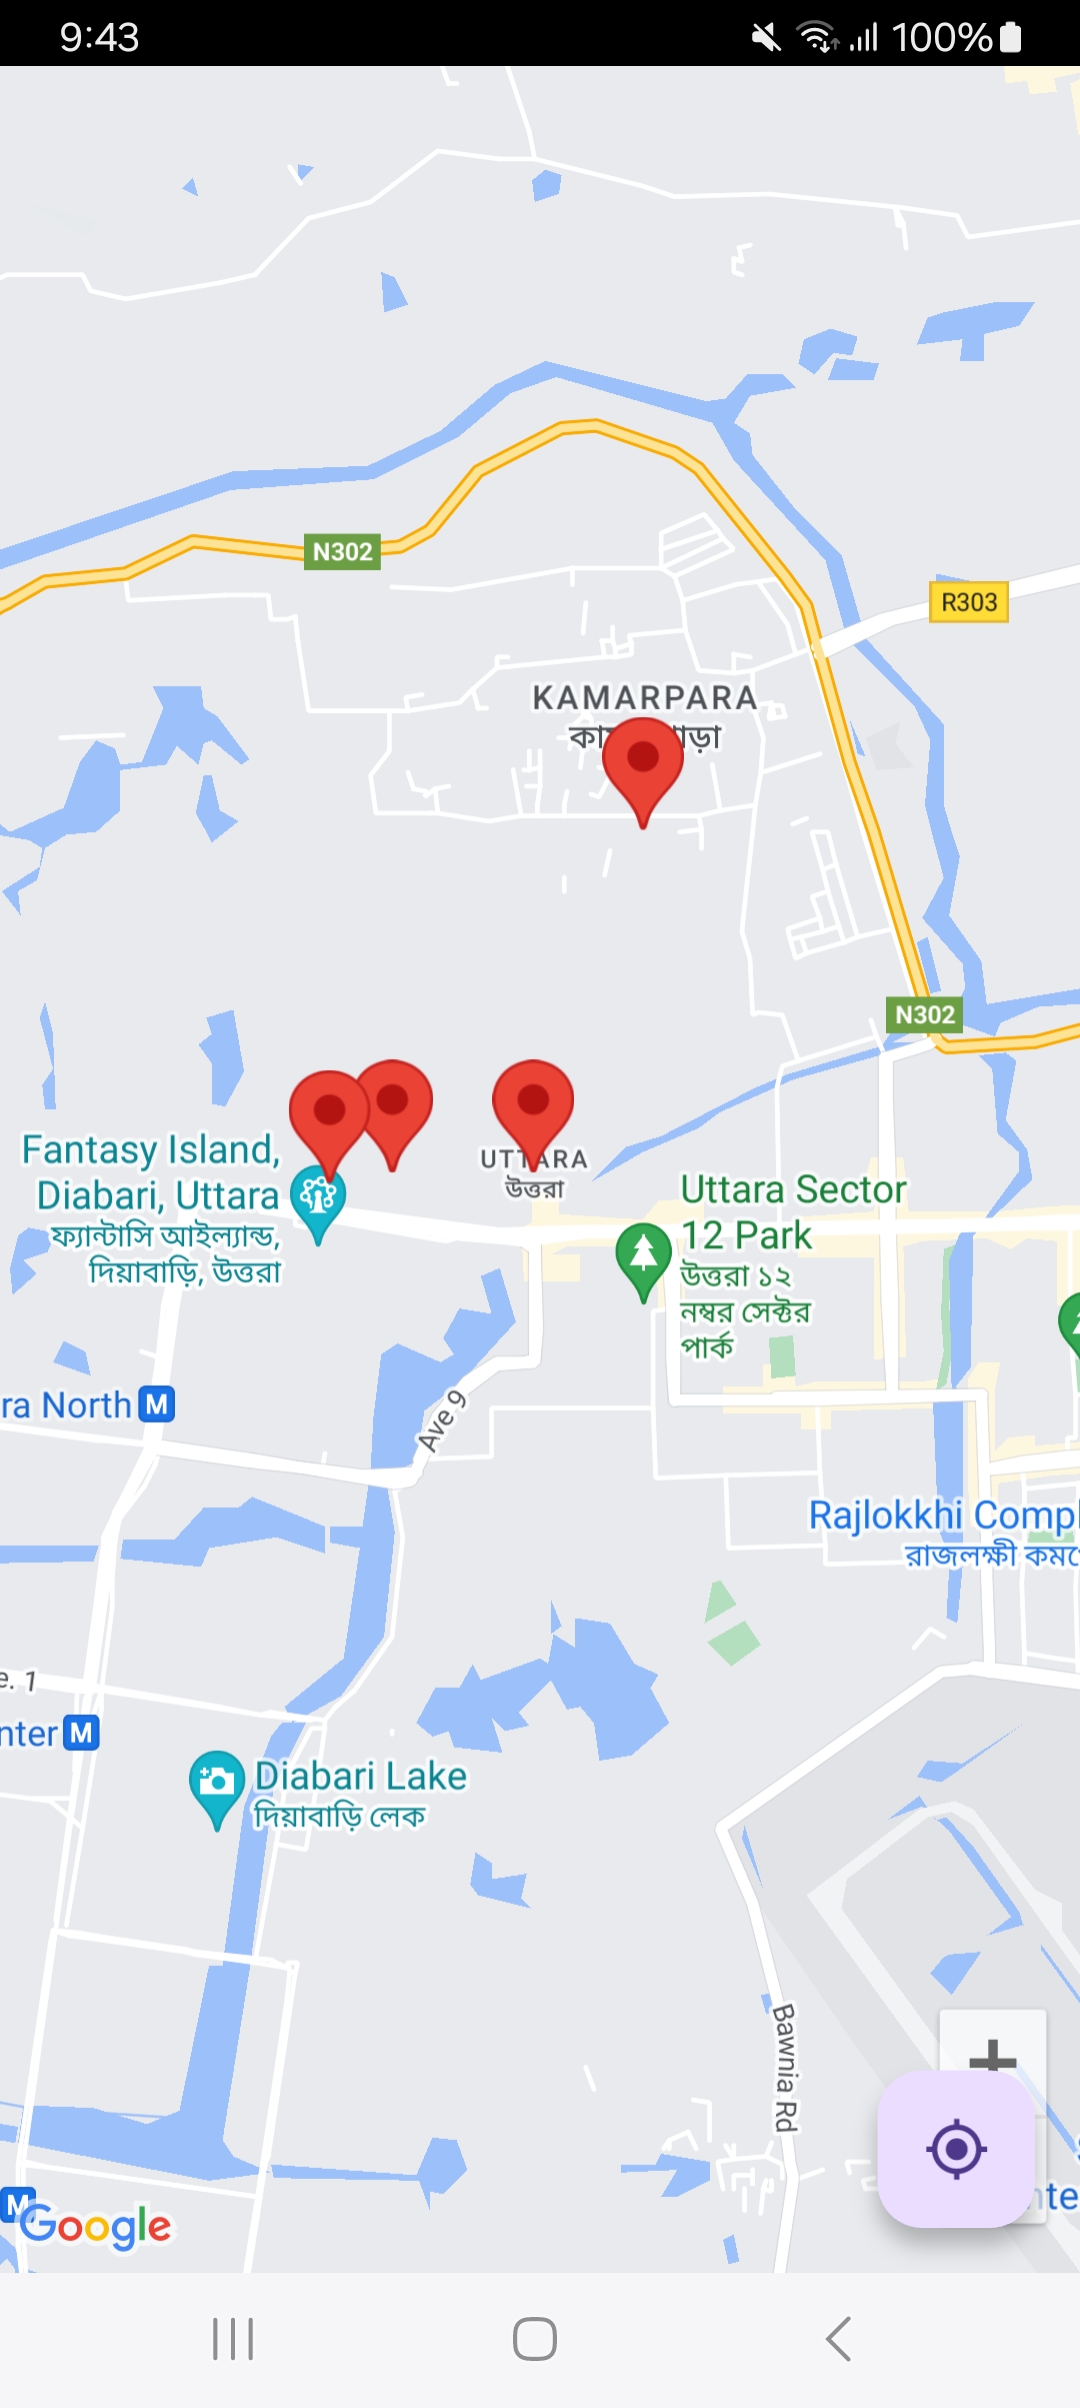 9:43
100%
N302
R303
KAMARPARA
N302
UTTARA
উত্তরা
Fantasy Island,
Diabari, Uttara
ফ্যান্টাসি আইল্যান্ড,
দিয়াবাড়ি, উত্তরা
Uttara Sector
12 Park
উত্তরা ১২
নম্বর সেক্টর
পার্ক
ra North M
Ave 9
Rajlokkhi Compl
রাজলক্ষী
e. 1
nter M
Diabari Lake
দিয়াবাড়ি লেক
Bawnia Rd
nte
M
Google